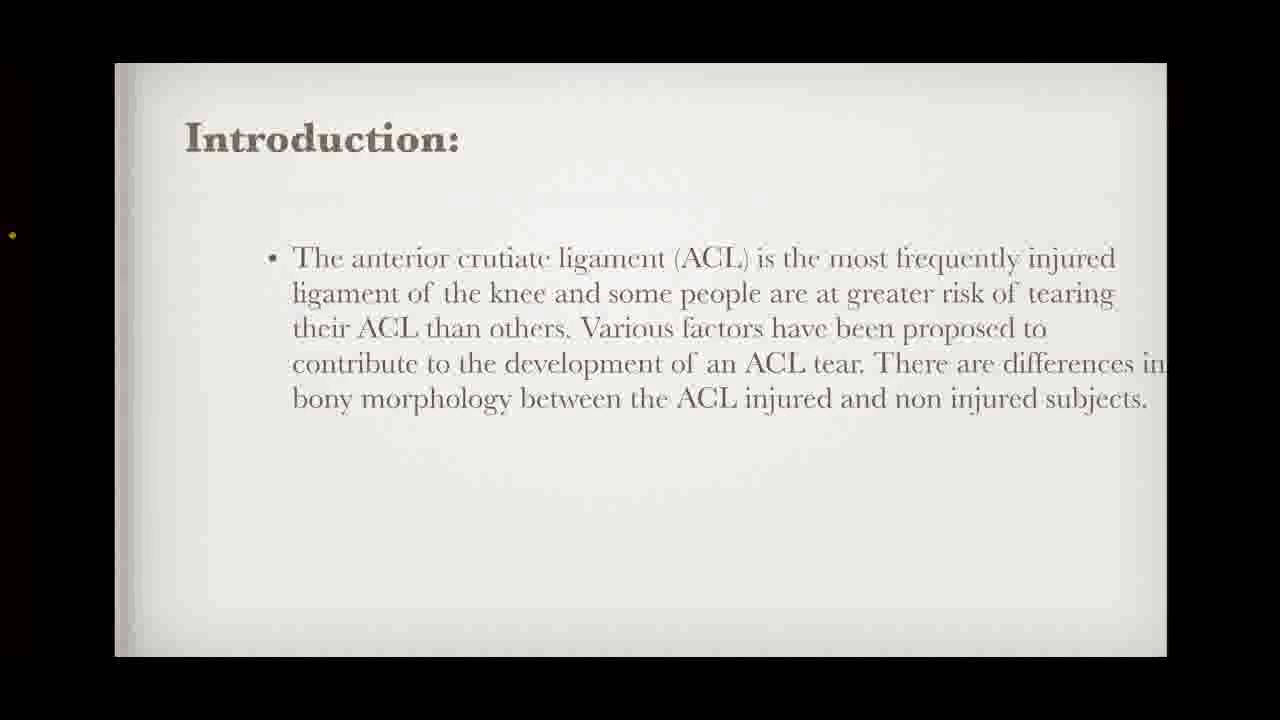 Introduction:
• The anterior crutiate ligament (ACL) is the most frequently injured
ligament of the knee and some people are at greater risk of tearing
their ACL than others. Various factors have been proposed to
contribute to the development of an ACL tear. There are differences in
bony morphology between the ACL injured and non injured subjects.